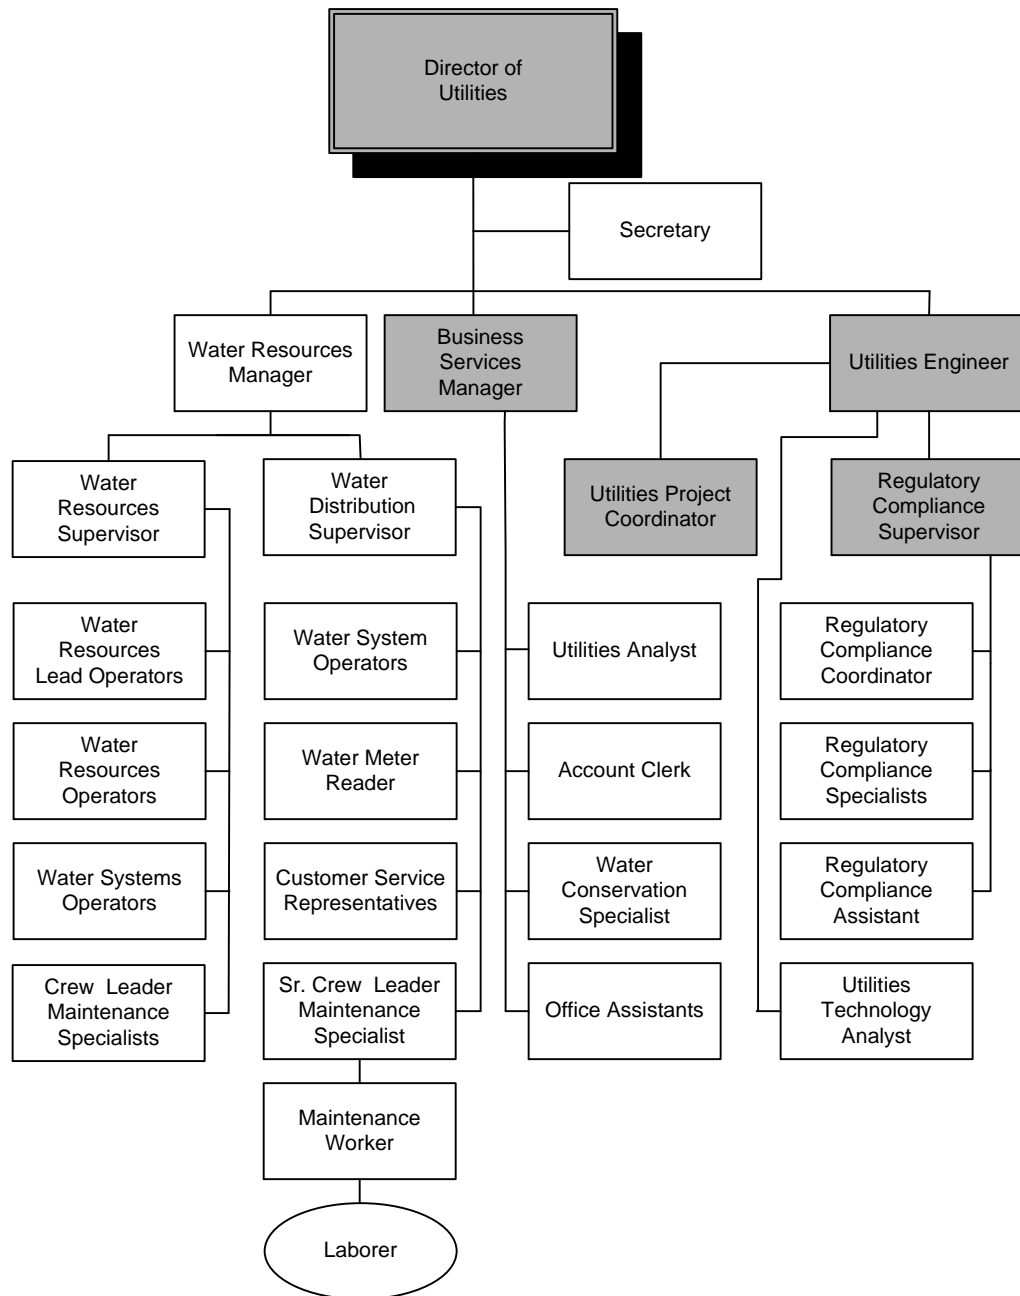 Director of
Utilities
Secretary
Water Resources
Manager
Business
Services
Manager
Utilities Engineer
Water
Resources
Supervisor
Water
Distribution
Supervisor
Utilities Project
Coordinator
Regulatory
Compliance
Supervisor
Water
Resources
Lead Operators
Water System
Operators
Utilities Analyst
Regulatory
Compliance
Coordinator
Water
Resources
Operators
Water Meter
Reader
Account Clerk
Regulatory
Compliance
Specialists
Water Systems
Operators
Customer Service
Representatives
Water
Conservation
Specialist
Regulatory
Compliance
Assistant
Crew Leader
Maintenance
Specialists
Sr. Crew Leader
Maintenance
Specialist
Office Assistants
Utilities
Technology
Analyst
Maintenance
Worker
Laborer